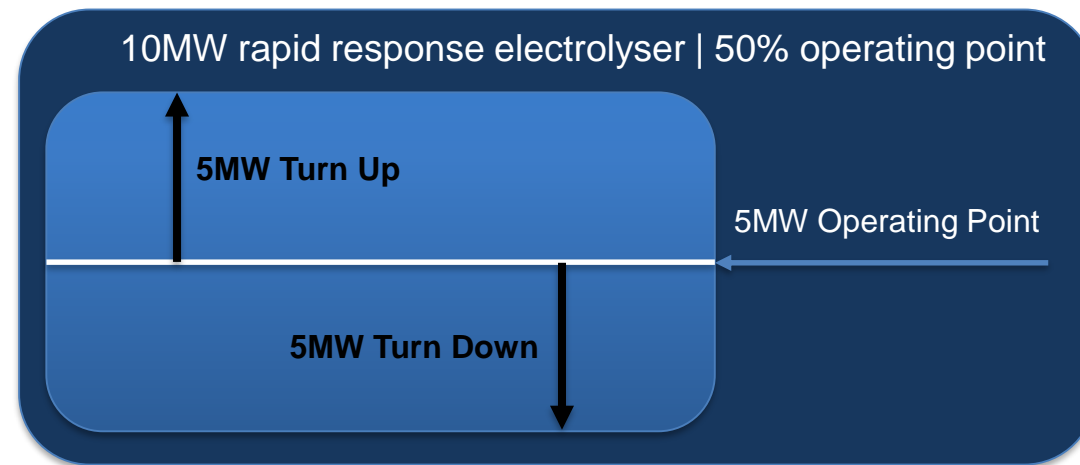 10MW rapid response electrolyser | 50% operating point
5MW Turn Up
5MW Operating Point
5MW Turn Down